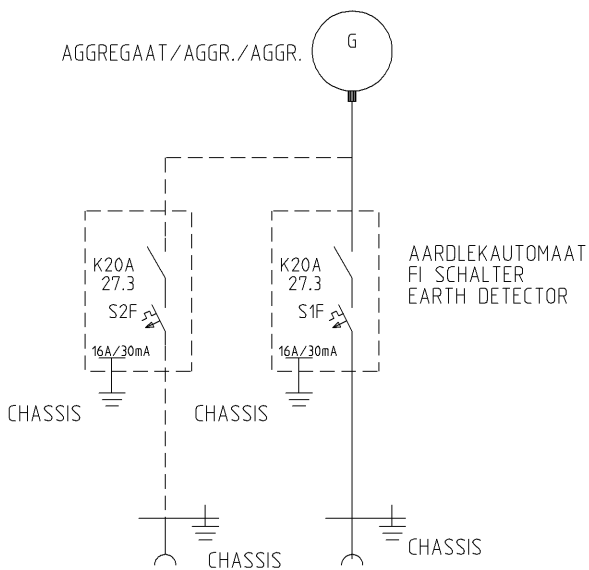 G
AGGREGAAT/AGGR./AGGR.
K20A
27.3
S2F
16A/30mA
K20A
27.3
S1F
16A/30mA
AARDLEKAUTOMAAT
FI SCHALTER
EARTH DETECTOR
CHASSIS
CHASSIS
CHASSIS
CHASSIS